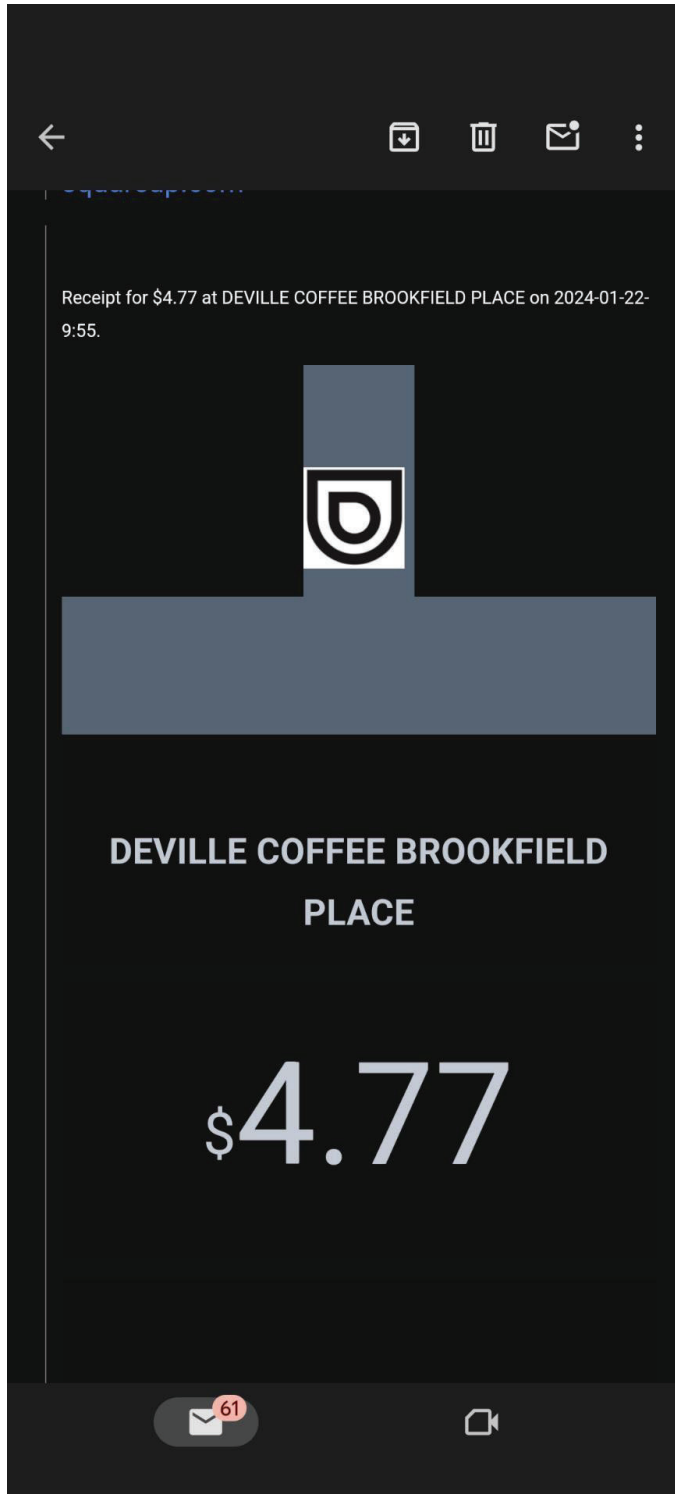 Receipt for $4.77 at DEVILLE COFFEE BROOKFIELD PLACE on 2024-01-22-
9:55.
DEVILLE COFFEE BROOKFIELD
PLACE
$4.77
61